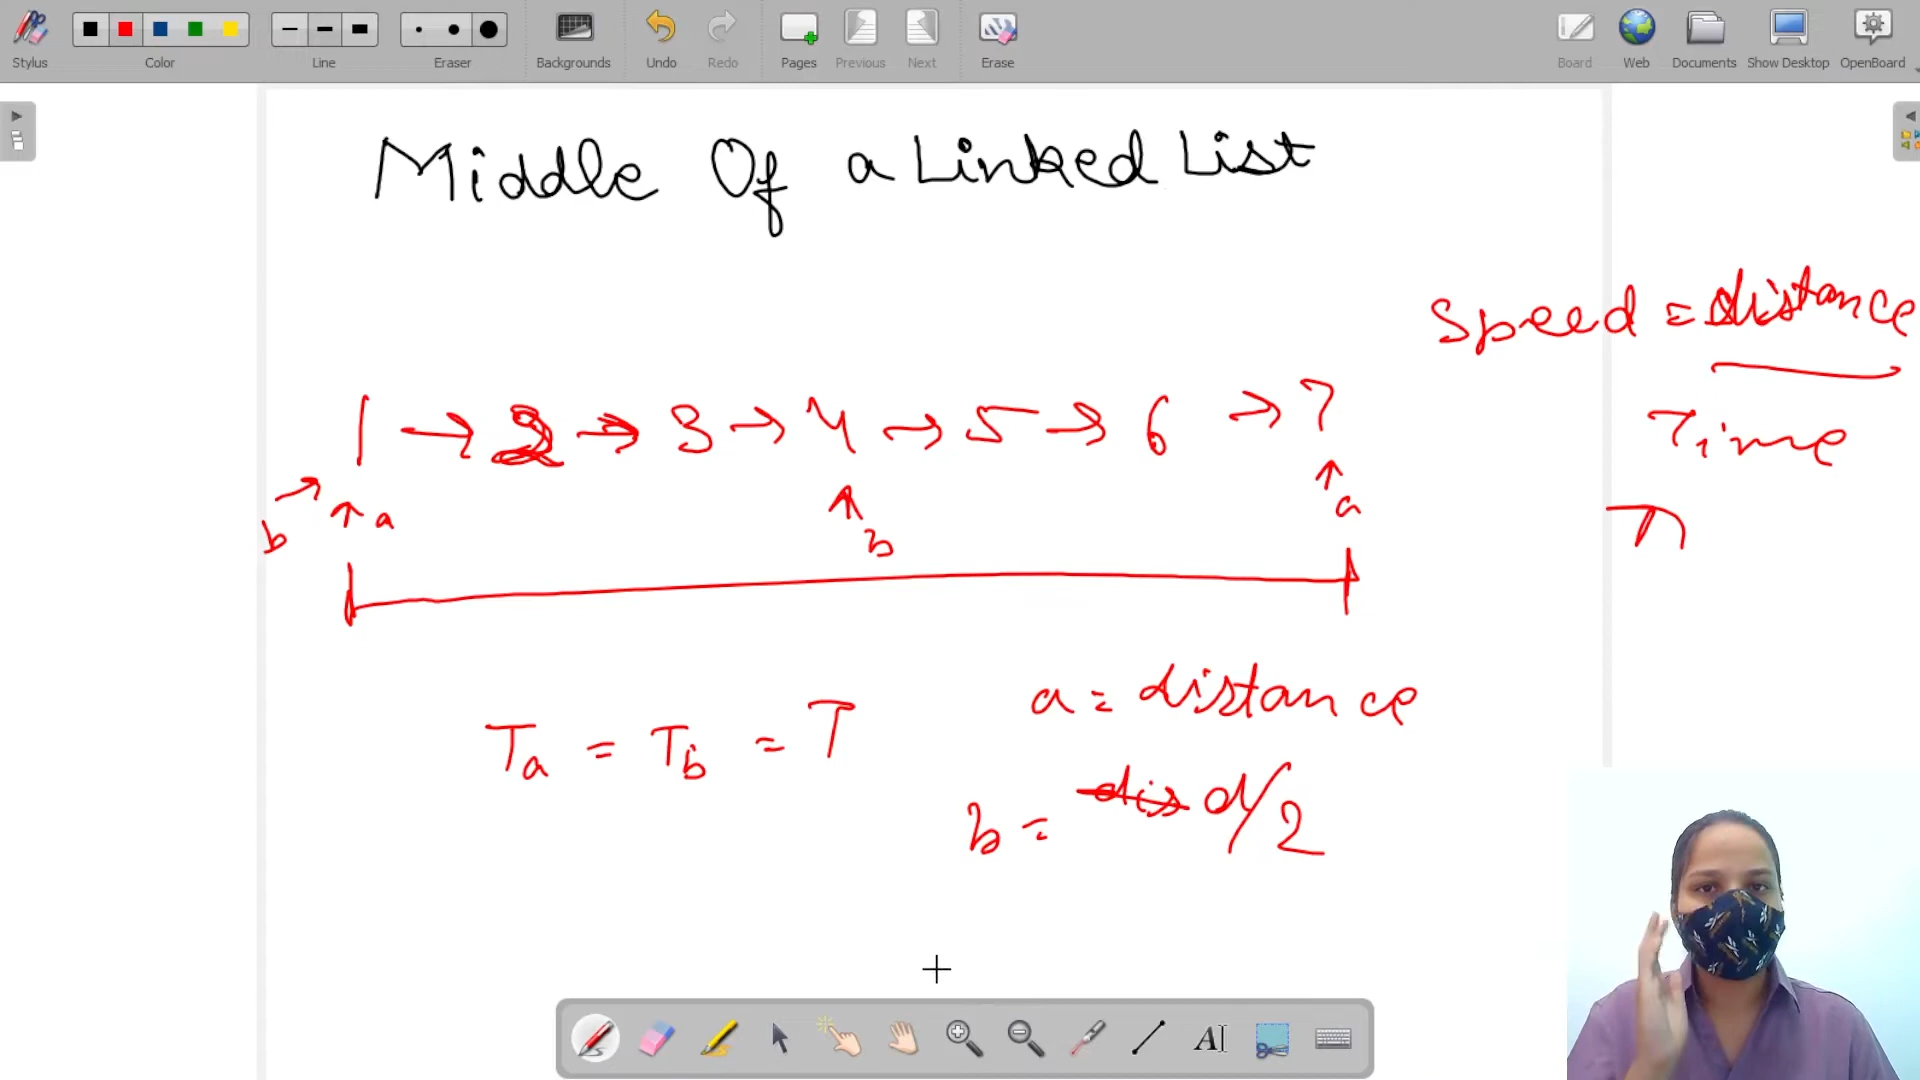 Stylus Color Line Eraser Backgrounds Undo Redo Pages Previous Next Erase Board Web Documents Show Desktop OpenBoard
Middle Of a Linked List
Speed = distance
Time
1 → 2 → 3 → 4 → 5 → 6 → 7
b a b a
Ta = Tb = T
a = distance
b = dis d/2